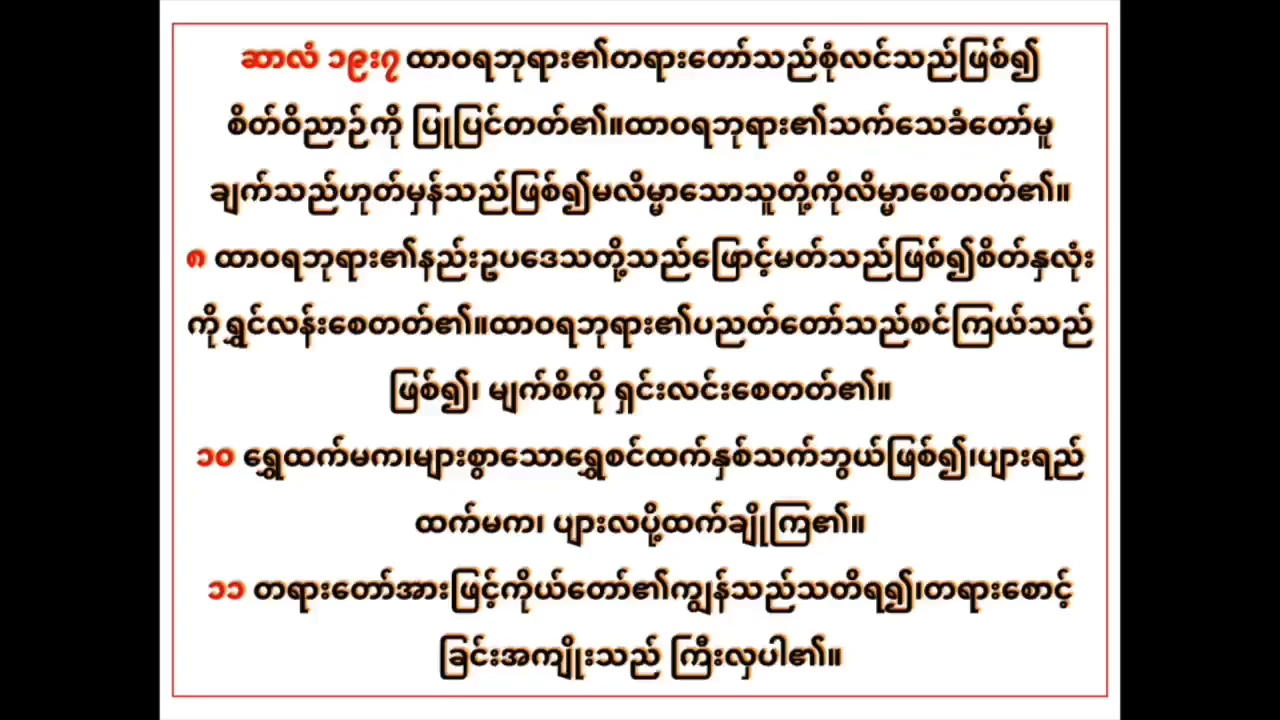 ဆာလံ ၁၉း၇ ထာဝရဘုရား၏တရားတော်သည်စုံလင်သည်ဖြစ်၍
စိတ်ဝိညာဉ်ကို ပြုပြင်တတ်၏။ထာဝရဘုရား၏သက်သေခံတော်မူ
ချက်သည်ဟုတ်မှန်သည်ဖြစ်၍မလိမ္မာသောသူတို့ကိုလိမ္မာစေတတ်၏။
၈ ထာဝရဘုရား၏နည်းဥပဒေသတို့သည်ဖြောင့်မတ်သည်ဖြစ်၍စိတ်နှလုံး
ကို ရွှင်လန်းစေတတ်၏။ထာဝရဘုရား၏ပညတ်တော်သည်စင်ကြယ်သည်
ဖြစ်၍၊ မျက်စိကို ရှင်းလင်းစေတတ်၏။
၁၀ ရွှေထက်မက၊များစွာသောရွှေစင်ထက်နှစ်သက်ဘွယ်ဖြစ်၍၊ပျားရည်
ထက်မက၊ ပျားလပို့ထက်ချိုကြ၏။
၁၁ တရားတော်အားဖြင့်ကိုယ်တော်၏ကျွန်သည်သတိရ၍၊တရားစောင့်
ခြင်းအကျိုးသည် ကြီးလှပါ၏။